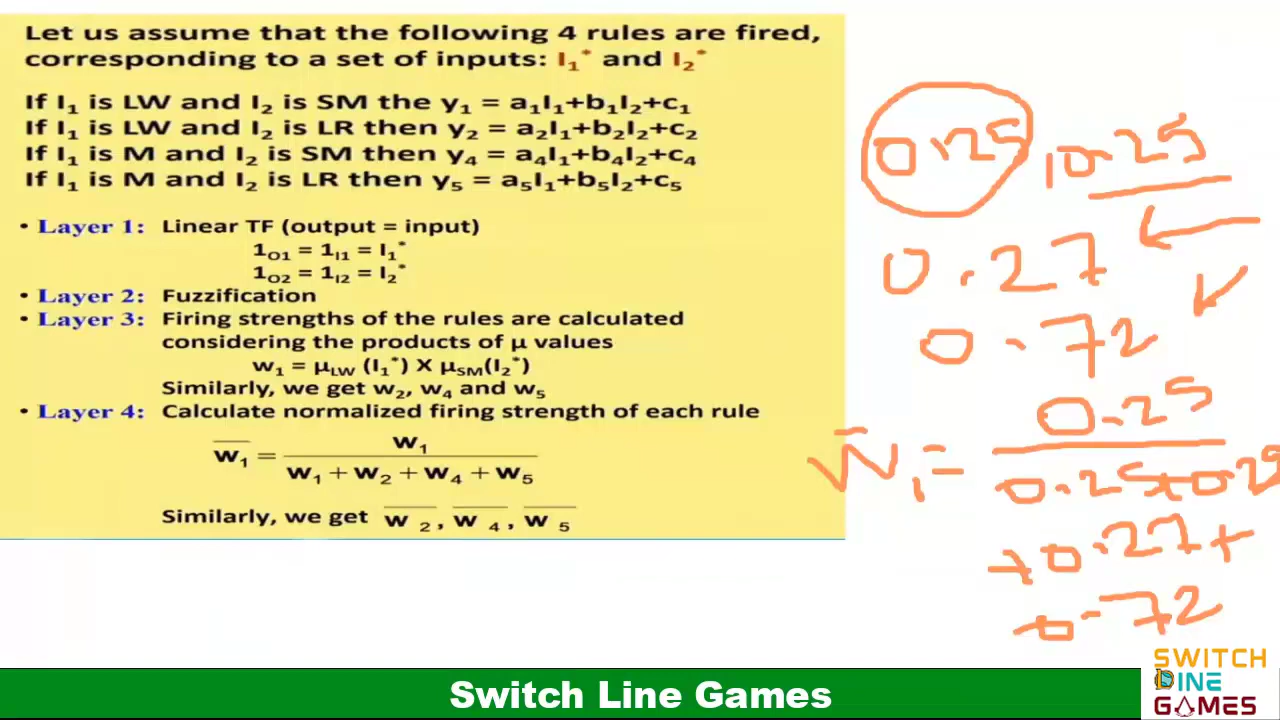 Let us assume that the following 4 rules are fired,
corresponding to a set of inputs: I₁* and I₂*
If I₁ is LW and I₂ is SM the y₁ = a₁I₁+b₁I₂+c₁
If I₁ is LW and I₂ is LR then y₂ = a₂I₁+b₂I₂+c₂
If I₁ is M and I₂ is SM then y₄ = a₄I₁+b₄I₂+c₄
If I₁ is M and I₂ is LR then y₅ = a₅I₁+b₅I₂+c₅
• Layer 1: Linear TF (output = input)
1O1 = 1I1 = I₁*
1O2 = 1I2 = I₂*
• Layer 2: Fuzzification
• Layer 3: Firing strengths of the rules are calculated
considering the products of μ values
w₁ = μLW (I₁*) X μSM(I₂*)
Similarly, we get w₂, w₄ and w₅
• Layer 4: Calculate normalized firing strength of each rule
w̄₁ = w₁ / (w₁ + w₂ + w₄ + w₅)
Similarly, we get w̄ ₂, w̄ ₄, w̄ ₅
0.25
0.25
0.27
0.72
w̄₁ = 0.25
0.25+0.25
+0.27+
0.72
Switch Line Games
SWITCH
LINE
GAMES